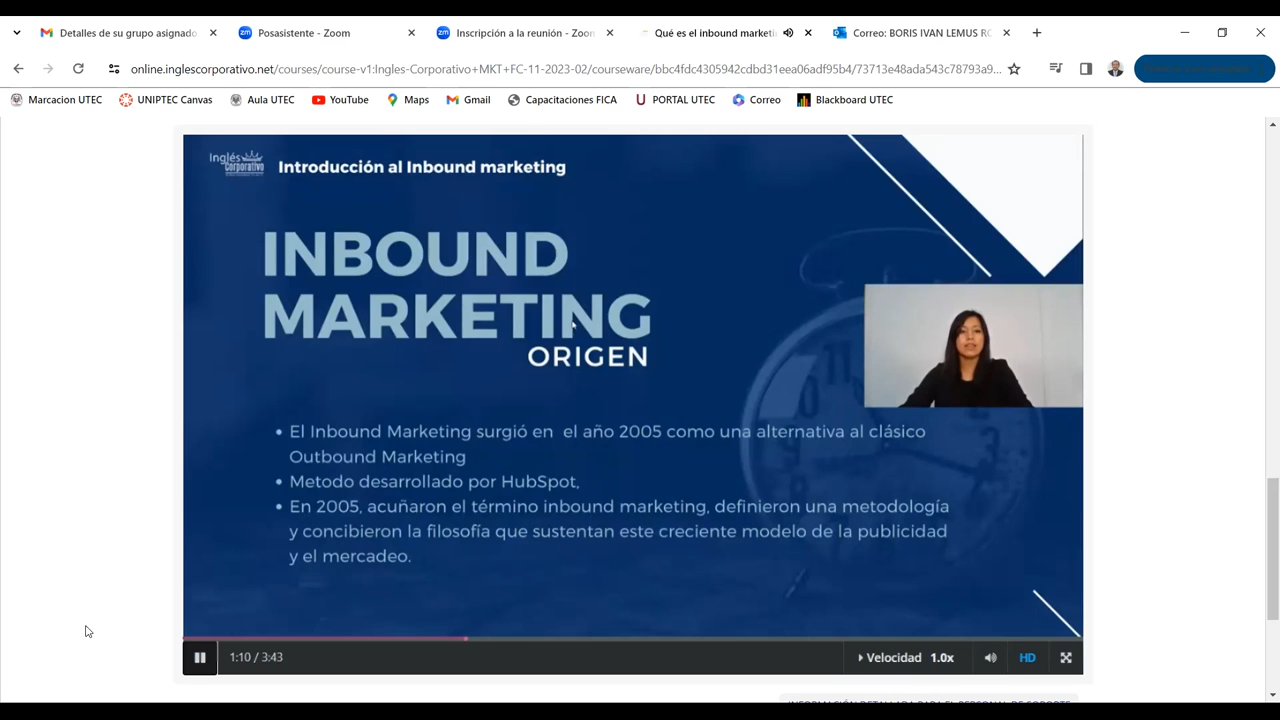 Detalles de su grupo asignado.
Posasistente - Zoom
Inscripción a la reunión - Zoom
Qué es el inbound marketi
Correo: BORIS IVAN LEMUS RO
online.inglescorporativo.net/courses/course-v1:Ingles-Corporativo+MKT+FC-11-2023-02/courseware/bbc4fdc4305942cdbd31eea06adf95b4/73713e48ada543c78793a9...
Marcacion UTEC
UNIPTEC Canvas
Aula UTEC
YouTube
Maps
Gmail
Capacitaciones FICA
PORTAL UTEC
Correo
Blackboard UTEC
Inglés
Corporativo
Introducción al Inbound marketing
INBOUND
MARKETING
ORIGEN
• El Inbound Marketing surgió en el año 2005 como una alternativa al clásico
Outbound Marketing
• Metodo desarrollado por HubSpot,
• En 2005, acuñaron el término inbound marketing, definieron una metodología
y concibieron la filosofía que sustentan este creciente modelo de la publicidad
y el mercadeo.
1:10 / 3:43
Velocidad 1.0x
HD